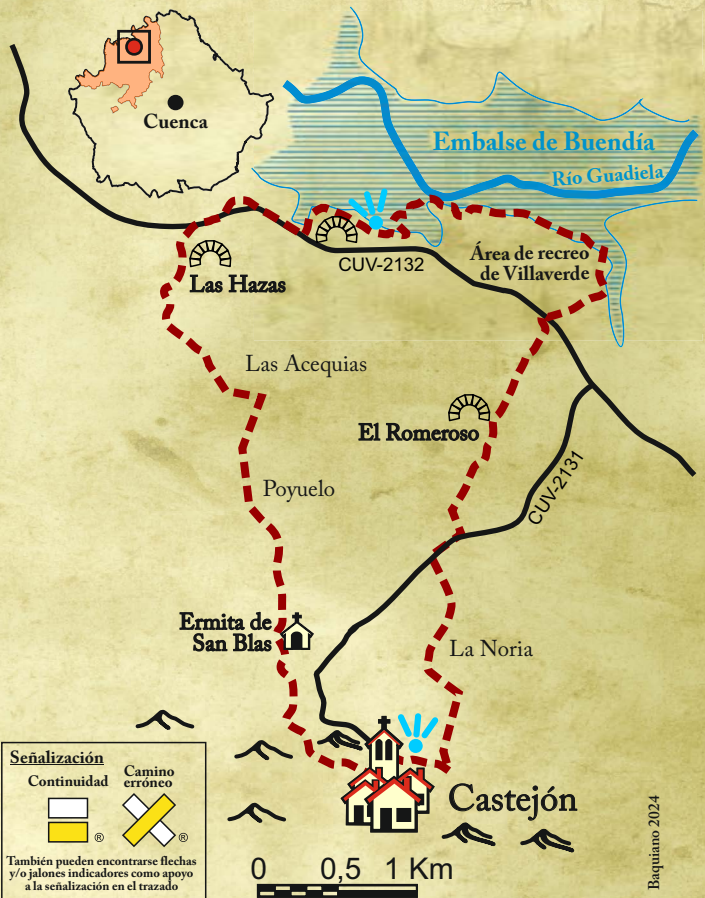 Cuenca
Embalse de Buendía
Río Guadiela
Área de recreo
de Villaverde
CUV-2132
Las Hazas
Las Acequias
El Romeroso
Poyuelo
CUV-2131
Ermita de
San Blas
La Noria
Castejón
Señalización
Continuidad
Camino
erróneo
®
®
También pueden encontrarse flechas
y/o jalones indicadores como apoyo
a la señalización en el trazado
0 0,5 1 Km
Baquiano 2024